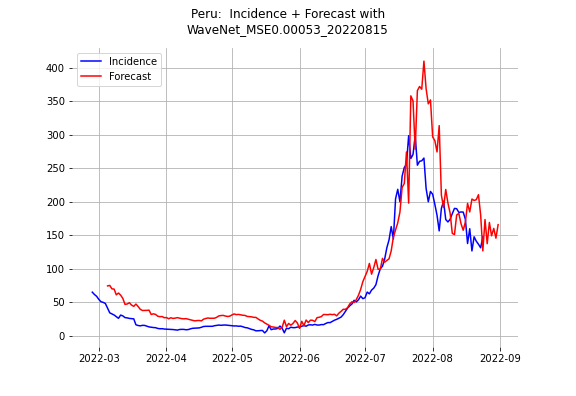 Peru:  Incidence + Forecast with
WaveNet_MSE0.00053_20220815
Incidence
Forecast
400
350
300
250
200
150
100
50
0
2022-03 2022-04 2022-05 2022-06 2022-07 2022-08 2022-09